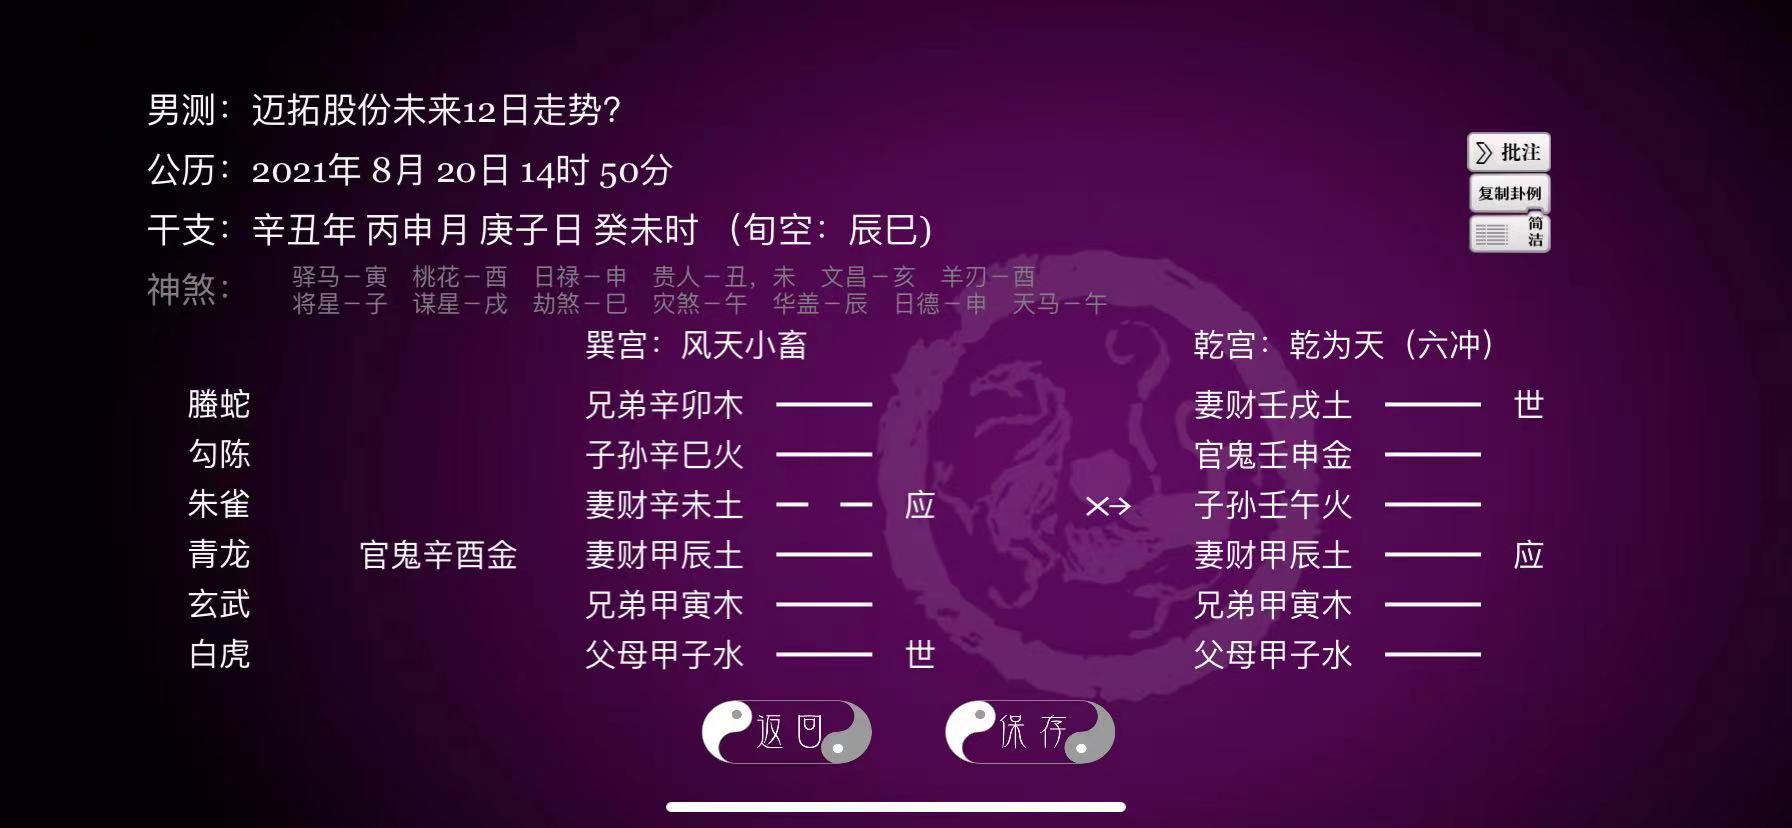 男测：迈拓股份未来12日走势?
公历：2021年 8月 20日 14时 50分
干支：辛丑年 丙申月 庚子日 癸未时 （旬空：辰巳）
神煞：
驿马－寅 桃花－酉 日禄－申 贵人－丑，未 文昌－亥 羊刃－酉
将星－子 谋星－戌 劫煞－巳 灾煞－午 华盖－辰 日德－申 天马－午
批注
复制卦例
简洁
巽宫：风天小畜 乾宫：乾为天（六冲）
螣蛇 兄弟辛卯木 妻财壬戌土 世
勾陈 子孙辛巳火 官鬼壬申金
朱雀 妻财辛未土 应 ×→ 子孙壬午火
青龙 官鬼辛酉金 妻财甲辰土 妻财甲辰土 应
玄武 兄弟甲寅木 兄弟甲寅木
白虎 父母甲子水 世 父母甲子水
返回 保存